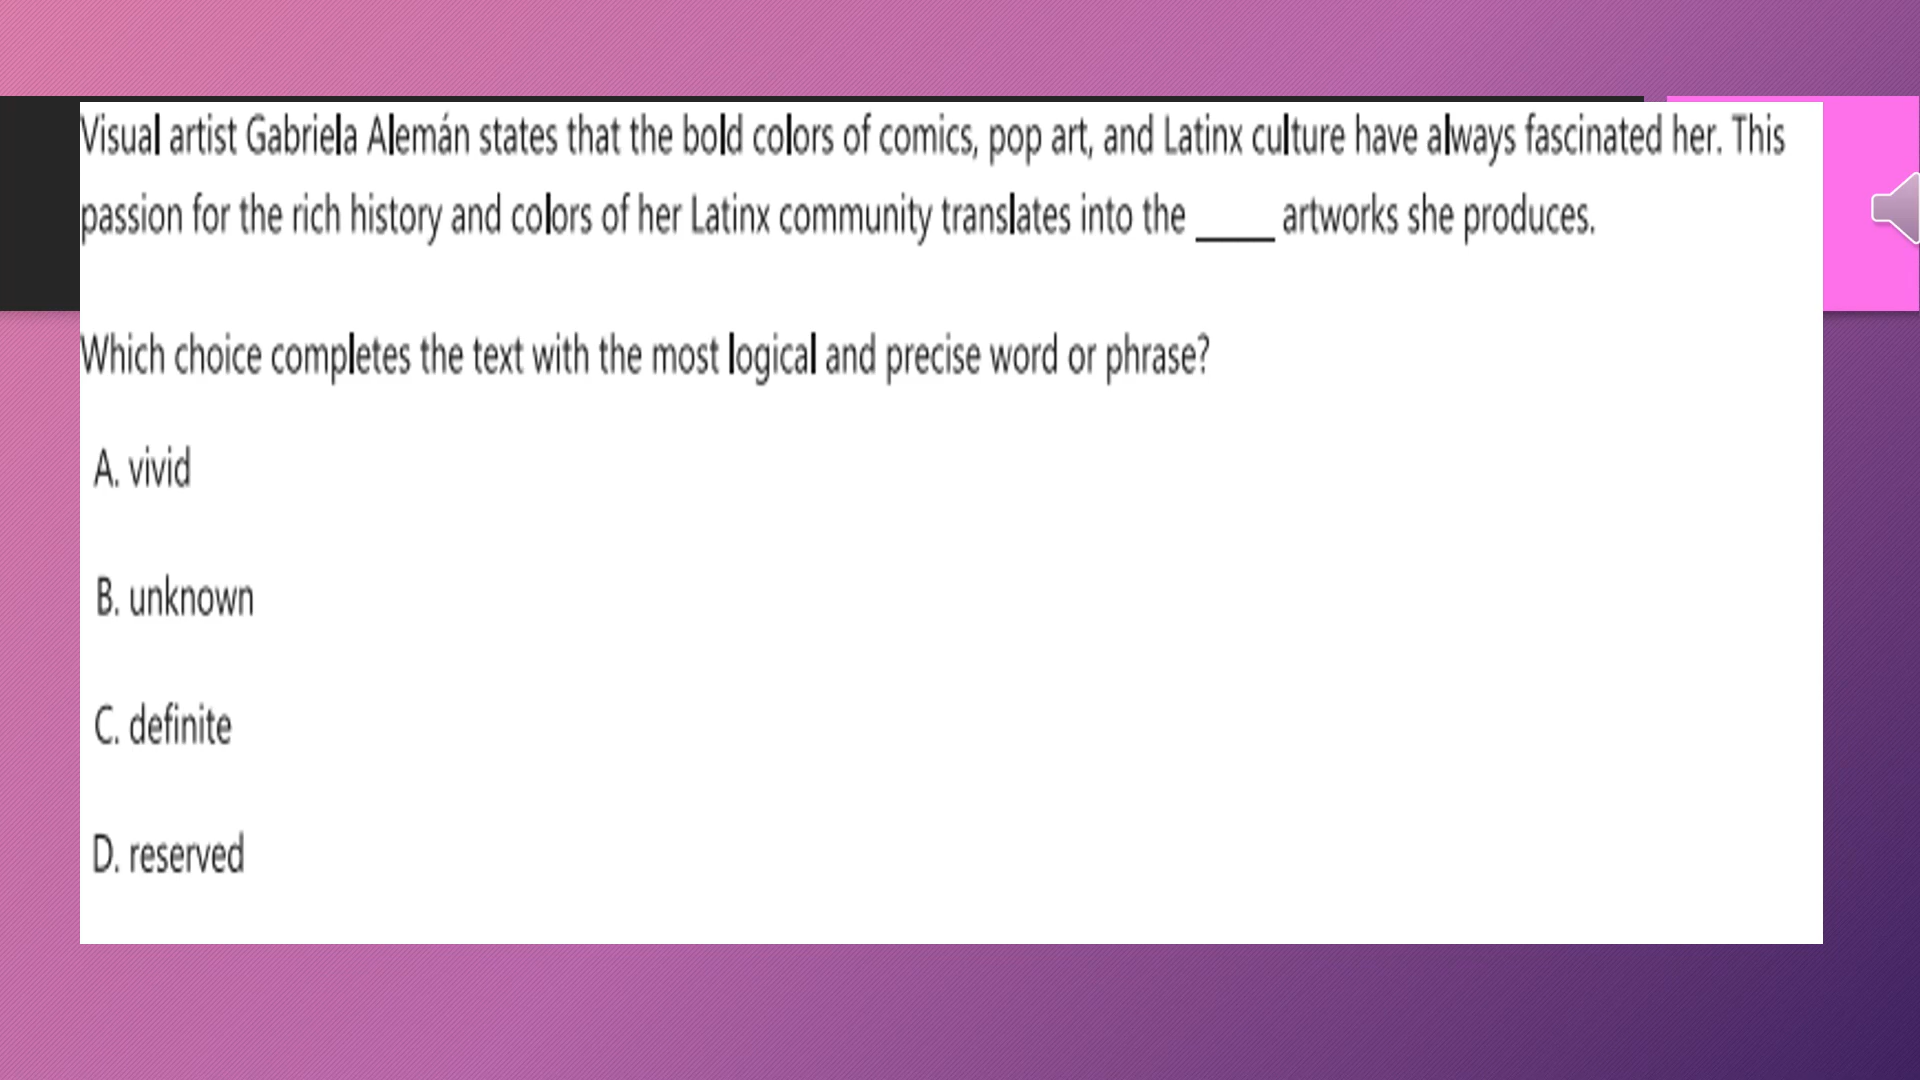 Visual artist Gabriela Alemán states that the bold colors of comics, pop art, and Latinx culture have always fascinated her. This
passion for the rich history and colors of her Latinx community translates into the _____ artworks she produces.
Which choice completes the text with the most logical and precise word or phrase?
A. vivid
B. unknown
C. definite
D. reserved